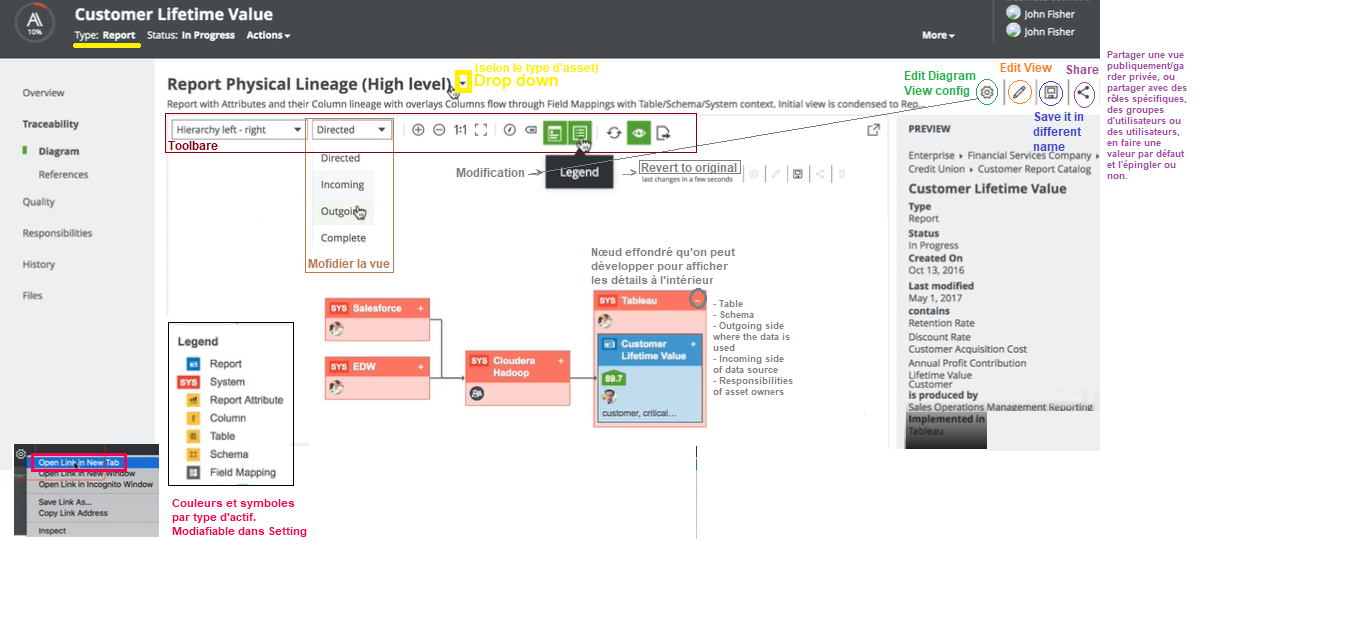 Customer Lifetime Value
10%
Type: Report Status: In Progress Actions
More
John Fisher
John Fisher
Overview
Traceability
Diagram
References
Quality
Responsibilities
History
Files
(selon le type d'asset)
Report Physical Lineage (High level)
Drop down
Report with Attributes and their Column lineage with overlays Columns flow through Field Mappings with Table/Schema/System context. Initial view is condensed to Rep...
Edit Diagram
View config
Edit View
Share
Save it in
different
name
Partager une vue
publiquement/ga
rder privée, ou
partager avec des
rôles spécifiques,
des groupes
d'utilisateurs ou
des utilisateurs,
en faire une
valeur par défaut
et l'épingler ou
non.
Hierarchy left - right
Directed
1:1
Toolbare
Directed
Incoming
Outgoing
Complete
Mofidier la vue
Modification -->
Legend
-->
Revert to original
last changes in a few seconds
Nœud effondré qu'on peut
développer pour afficher
les détails à l'intérieur
SYS Salesforce +
SYS EDW +
SYS Cloudera
Hadoop +
SYS Tableau -
Customer
Lifetime Value +
89.7
customer, critical...
- Table
- Schema
- Outgoing side
where the data is
used
- Incoming side
of data source
- Responsibilities
of asset owners
PREVIEW
Enterprise Financial Services Company
Credit Union Customer Report Catalog
Customer Lifetime Value
Type
Report
Status
In Progress
Created On
Oct 13, 2016
Last modified
May 1, 2017
contains
Retention Rate
Discount Rate
Customer Acquisition Cost
Annual Profit Contribution
Lifetime Value
Customer
is produced by
Sales Operations Management Reporting
Implemented in
Tableau
Legend
Report
SYS System
Report Attribute
Column
Table
Schema
Field Mapping
Open Link in New Tab
Open Link in New Window
Open Link in Incognito Window
Save Link As...
Copy Link Address
Inspect
Couleurs et symboles
par type d'actif.
Modiafiable dans Setting